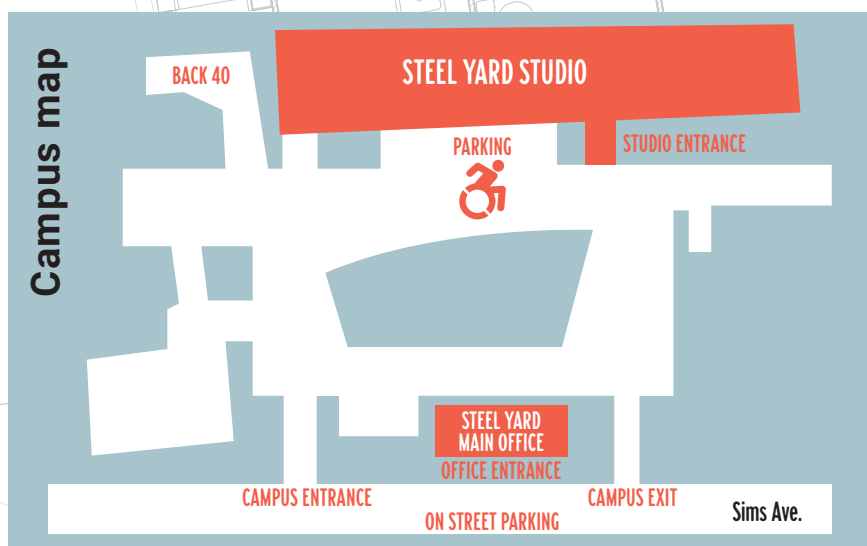 Campus map
BACK 40
STEEL YARD STUDIO
PARKING
STUDIO ENTRANCE
STEEL YARD
MAIN OFFICE
OFFICE ENTRANCE
CAMPUS ENTRANCE
CAMPUS EXIT
Sims Ave.
ON STREET PARKING